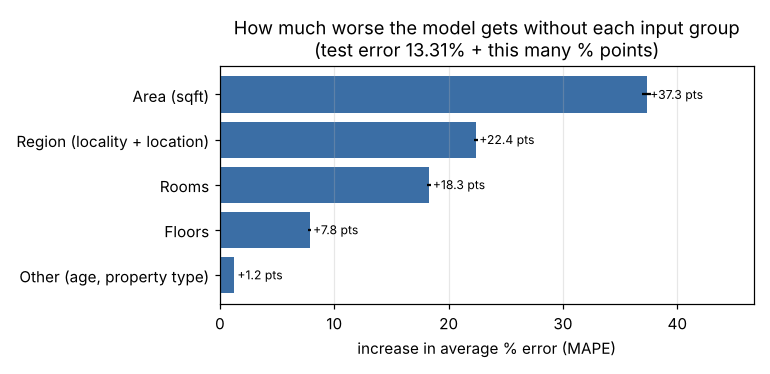 How much worse the model gets without each input group
(test error 13.31% + this many % points)
Area (sqft)
+37.3 pts
Region (locality + location)
+22.4 pts
Rooms
+18.3 pts
Floors
+7.8 pts
Other (age, property type)
+1.2 pts
0 10 20 30 40
increase in average % error (MAPE)